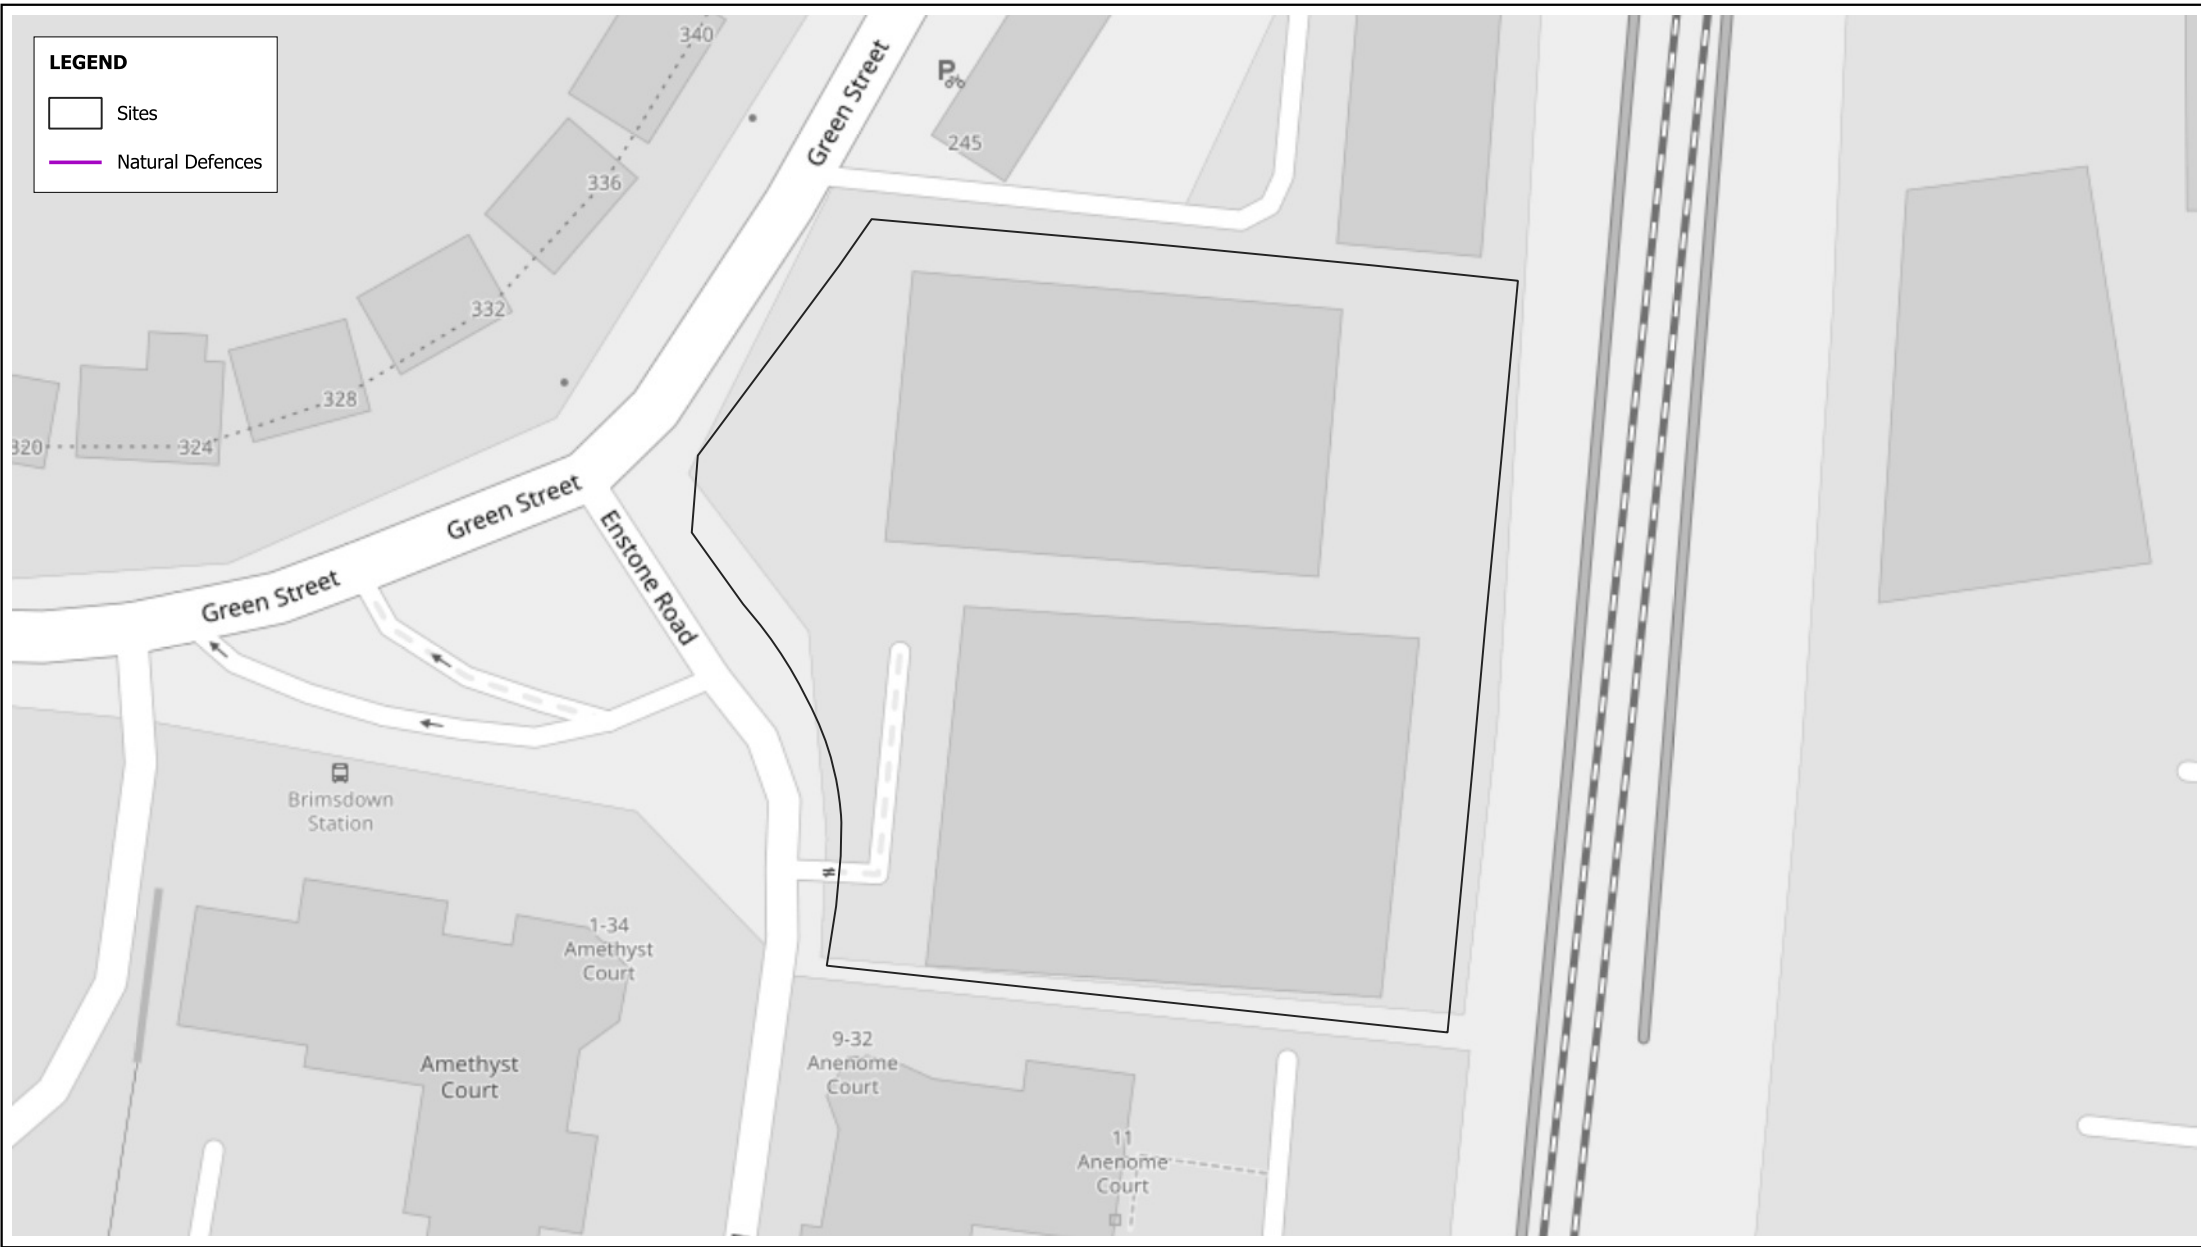 LEGEND
Sites
Natural Defences
340
Green Street
P
245
336
332
328
320
324
Green Street
Enstone Road
Green Street
Brimsdown
Station
1-34
Amethyst
Court
Amethyst
Court
9-32
Anenome
Court
11
Anenome
Court